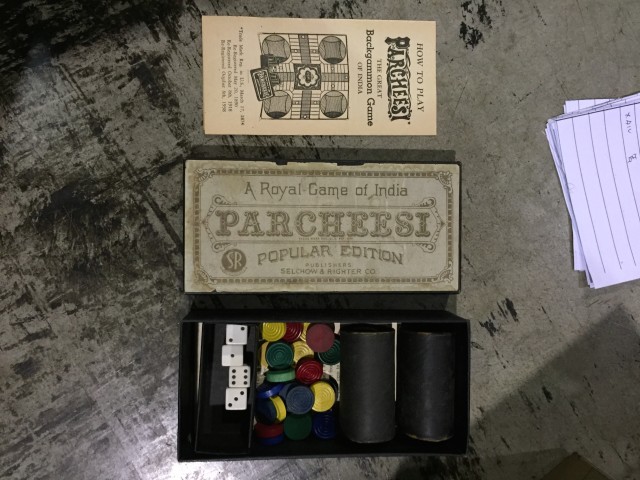 HOW TO PLAY
PARCHEESI
THE GREAT
Backgammon Game
OF INDIA
A Royal Game of India
PARCHEESI
POPULAR EDITION
SR
PUBLISHERS
SELCHOW & RIGHTER CO.